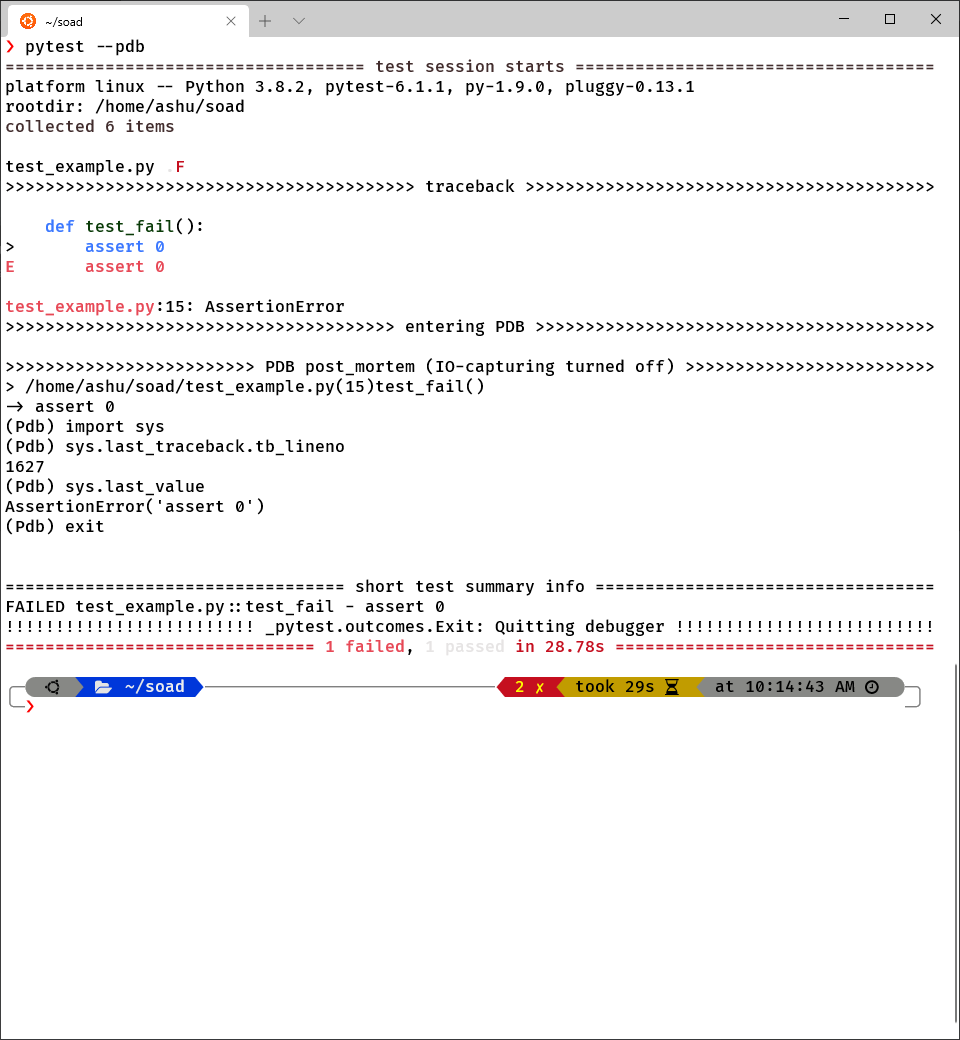 ~/soad
❯ pytest --pdb
==================================== test session starts ====================================
platform linux -- Python 3.8.2, pytest-6.1.1, py-1.9.0, pluggy-0.13.1
rootdir: /home/ashu/soad
collected 6 items
test_example.py .F
>>>>>>>>>>>>>>>>>>>>>>>>>>>>>>>>>>>>>>>>> traceback >>>>>>>>>>>>>>>>>>>>>>>>>>>>>>>>>>>>>>>>>
    def test_fail():
>       assert 0
E       assert 0
test_example.py:15: AssertionError
>>>>>>>>>>>>>>>>>>>>>>>>>>>>>>>>>>>>>>> entering PDB >>>>>>>>>>>>>>>>>>>>>>>>>>>>>>>>>>>>>>>>
>>>>>>>>>>>>>>>>>>>>>>>>> PDB post_mortem (IO-capturing turned off) >>>>>>>>>>>>>>>>>>>>>>>>>
> /home/ashu/soad/test_example.py(15)test_fail()
-> assert 0
(Pdb) import sys
(Pdb) sys.last_traceback.tb_lineno
1627
(Pdb) sys.last_value
AssertionError('assert 0')
(Pdb) exit
================================== short test summary info ==================================
FAILED test_example.py::test_fail - assert 0
!!!!!!!!!!!!!!!!!!!!!!!!! _pytest.outcomes.Exit: Quitting debugger !!!!!!!!!!!!!!!!!!!!!!!!!!
=============================== 1 failed, 1 passed in 28.78s ================================
~/soad 2 ✗ took 29s at 10:14:43 AM
❯